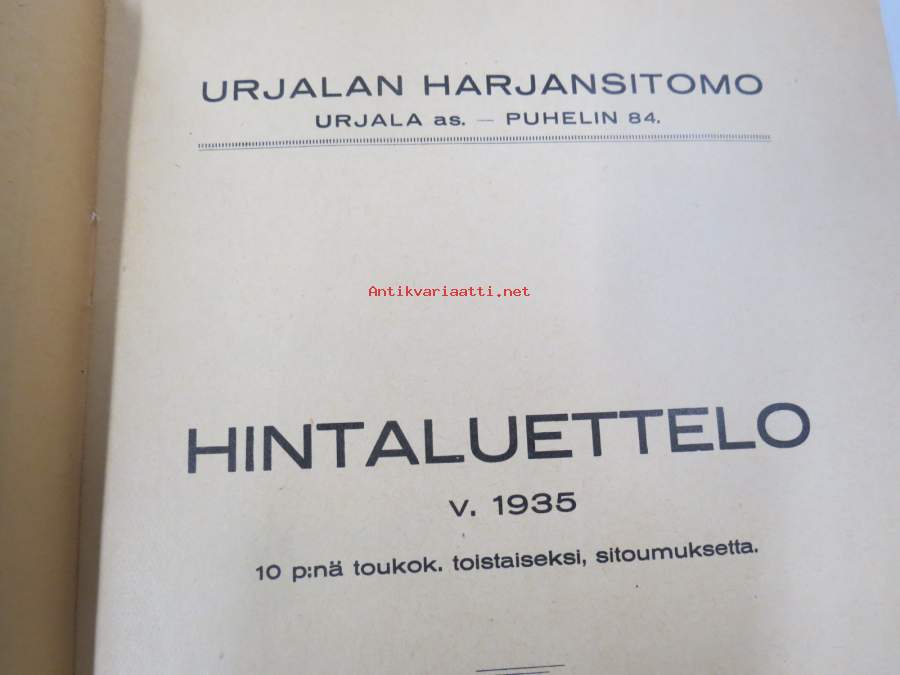 URJALAN HARJANSITOMO
URJALA as. — PUHELIN 84.
Antikvariaatti.net
HINTALUETTELO
v. 1935
10 p:nä toukok. toistaiseksi, sitoumuksetta.